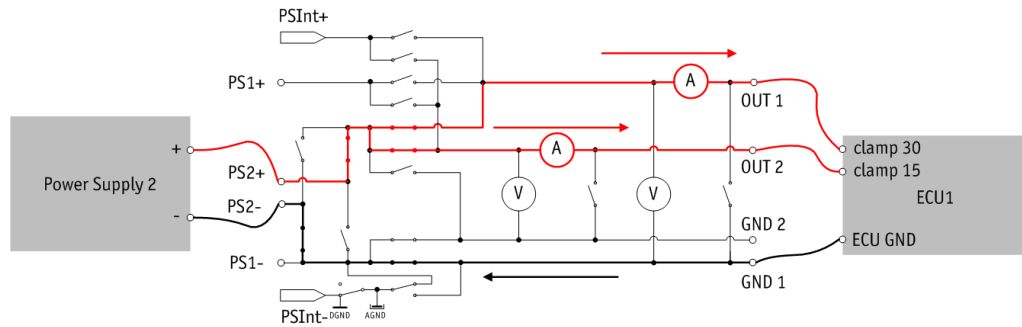 PSInt+
PS1+
A
OUT 1
Power Supply 2
+
-
PS2+
PS2-
A
OUT 2
clamp 30
clamp 15
ECU1
V
V
GND 2
ECU GND
PS1-
GND 1
PSInt-
DGND
AGND